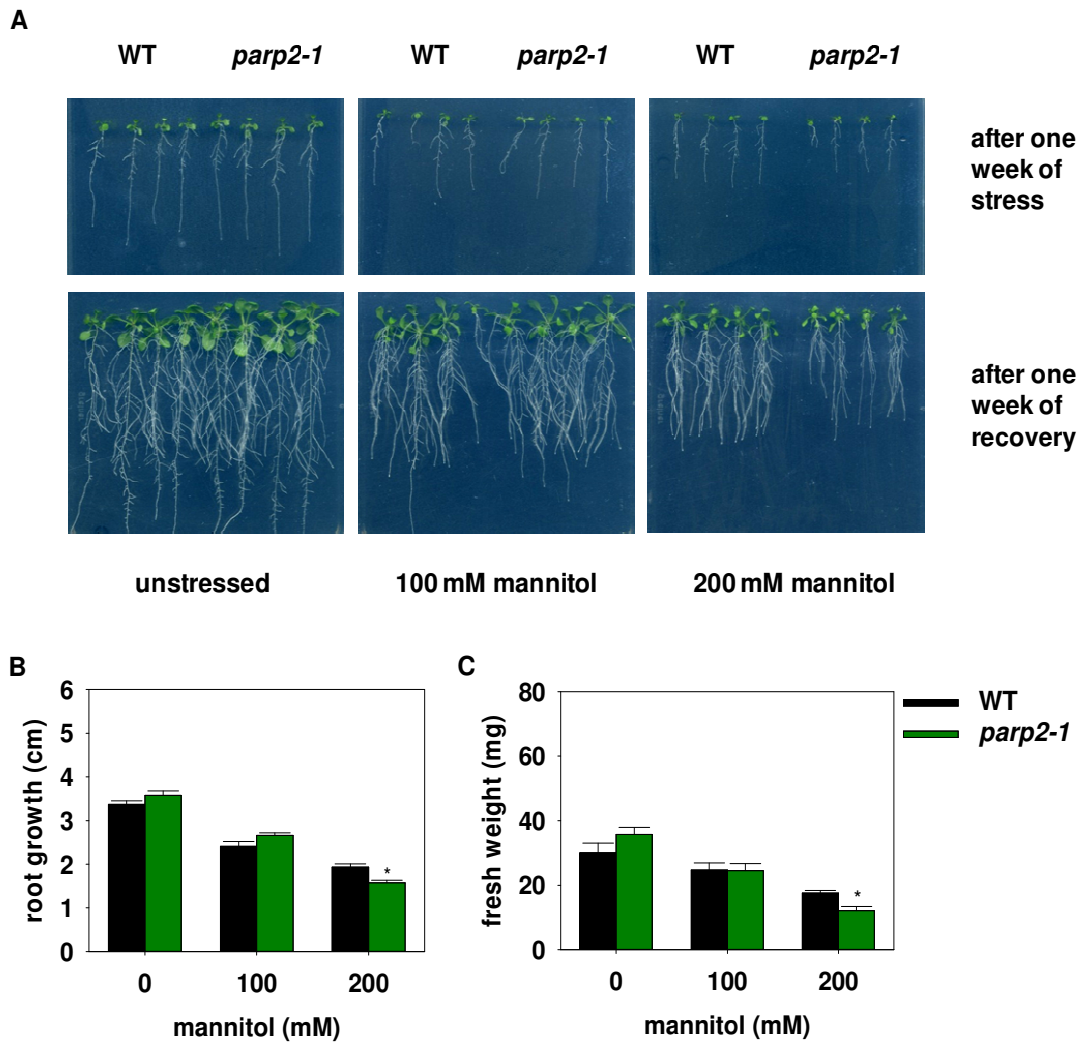 A
WT parp2-1 WT parp2-1 WT parp2-1
after one
week of
stress
after one
week of
recovery
unstressed 100 mM mannitol 200 mM mannitol
B
6
5
4
3
2
1
0
root growth (cm)
*
0 100 200
mannitol (mM)
C
80
60
40
20
0
fresh weight (mg)
*
0 100 200
mannitol (mM)
WT
parp2-1